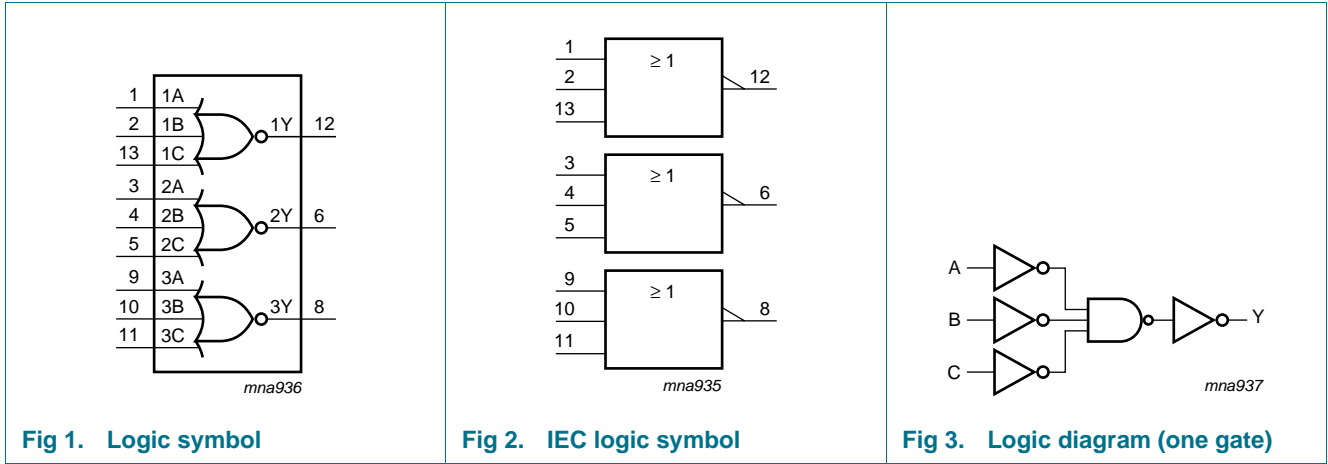 1 1A
2 1B 1Y 12
13 1C
3 2A
4 2B 2Y 6
5 2C
9 3A
10 3B 3Y 8
11 3C
mna936
Fig 1. Logic symbol
1
≥ 1
2 12
13
3
≥ 1
4 6
5
9
≥ 1
10 8
11
mna935
Fig 2. IEC logic symbol
A
B Y
C
mna937
Fig 3. Logic diagram (one gate)